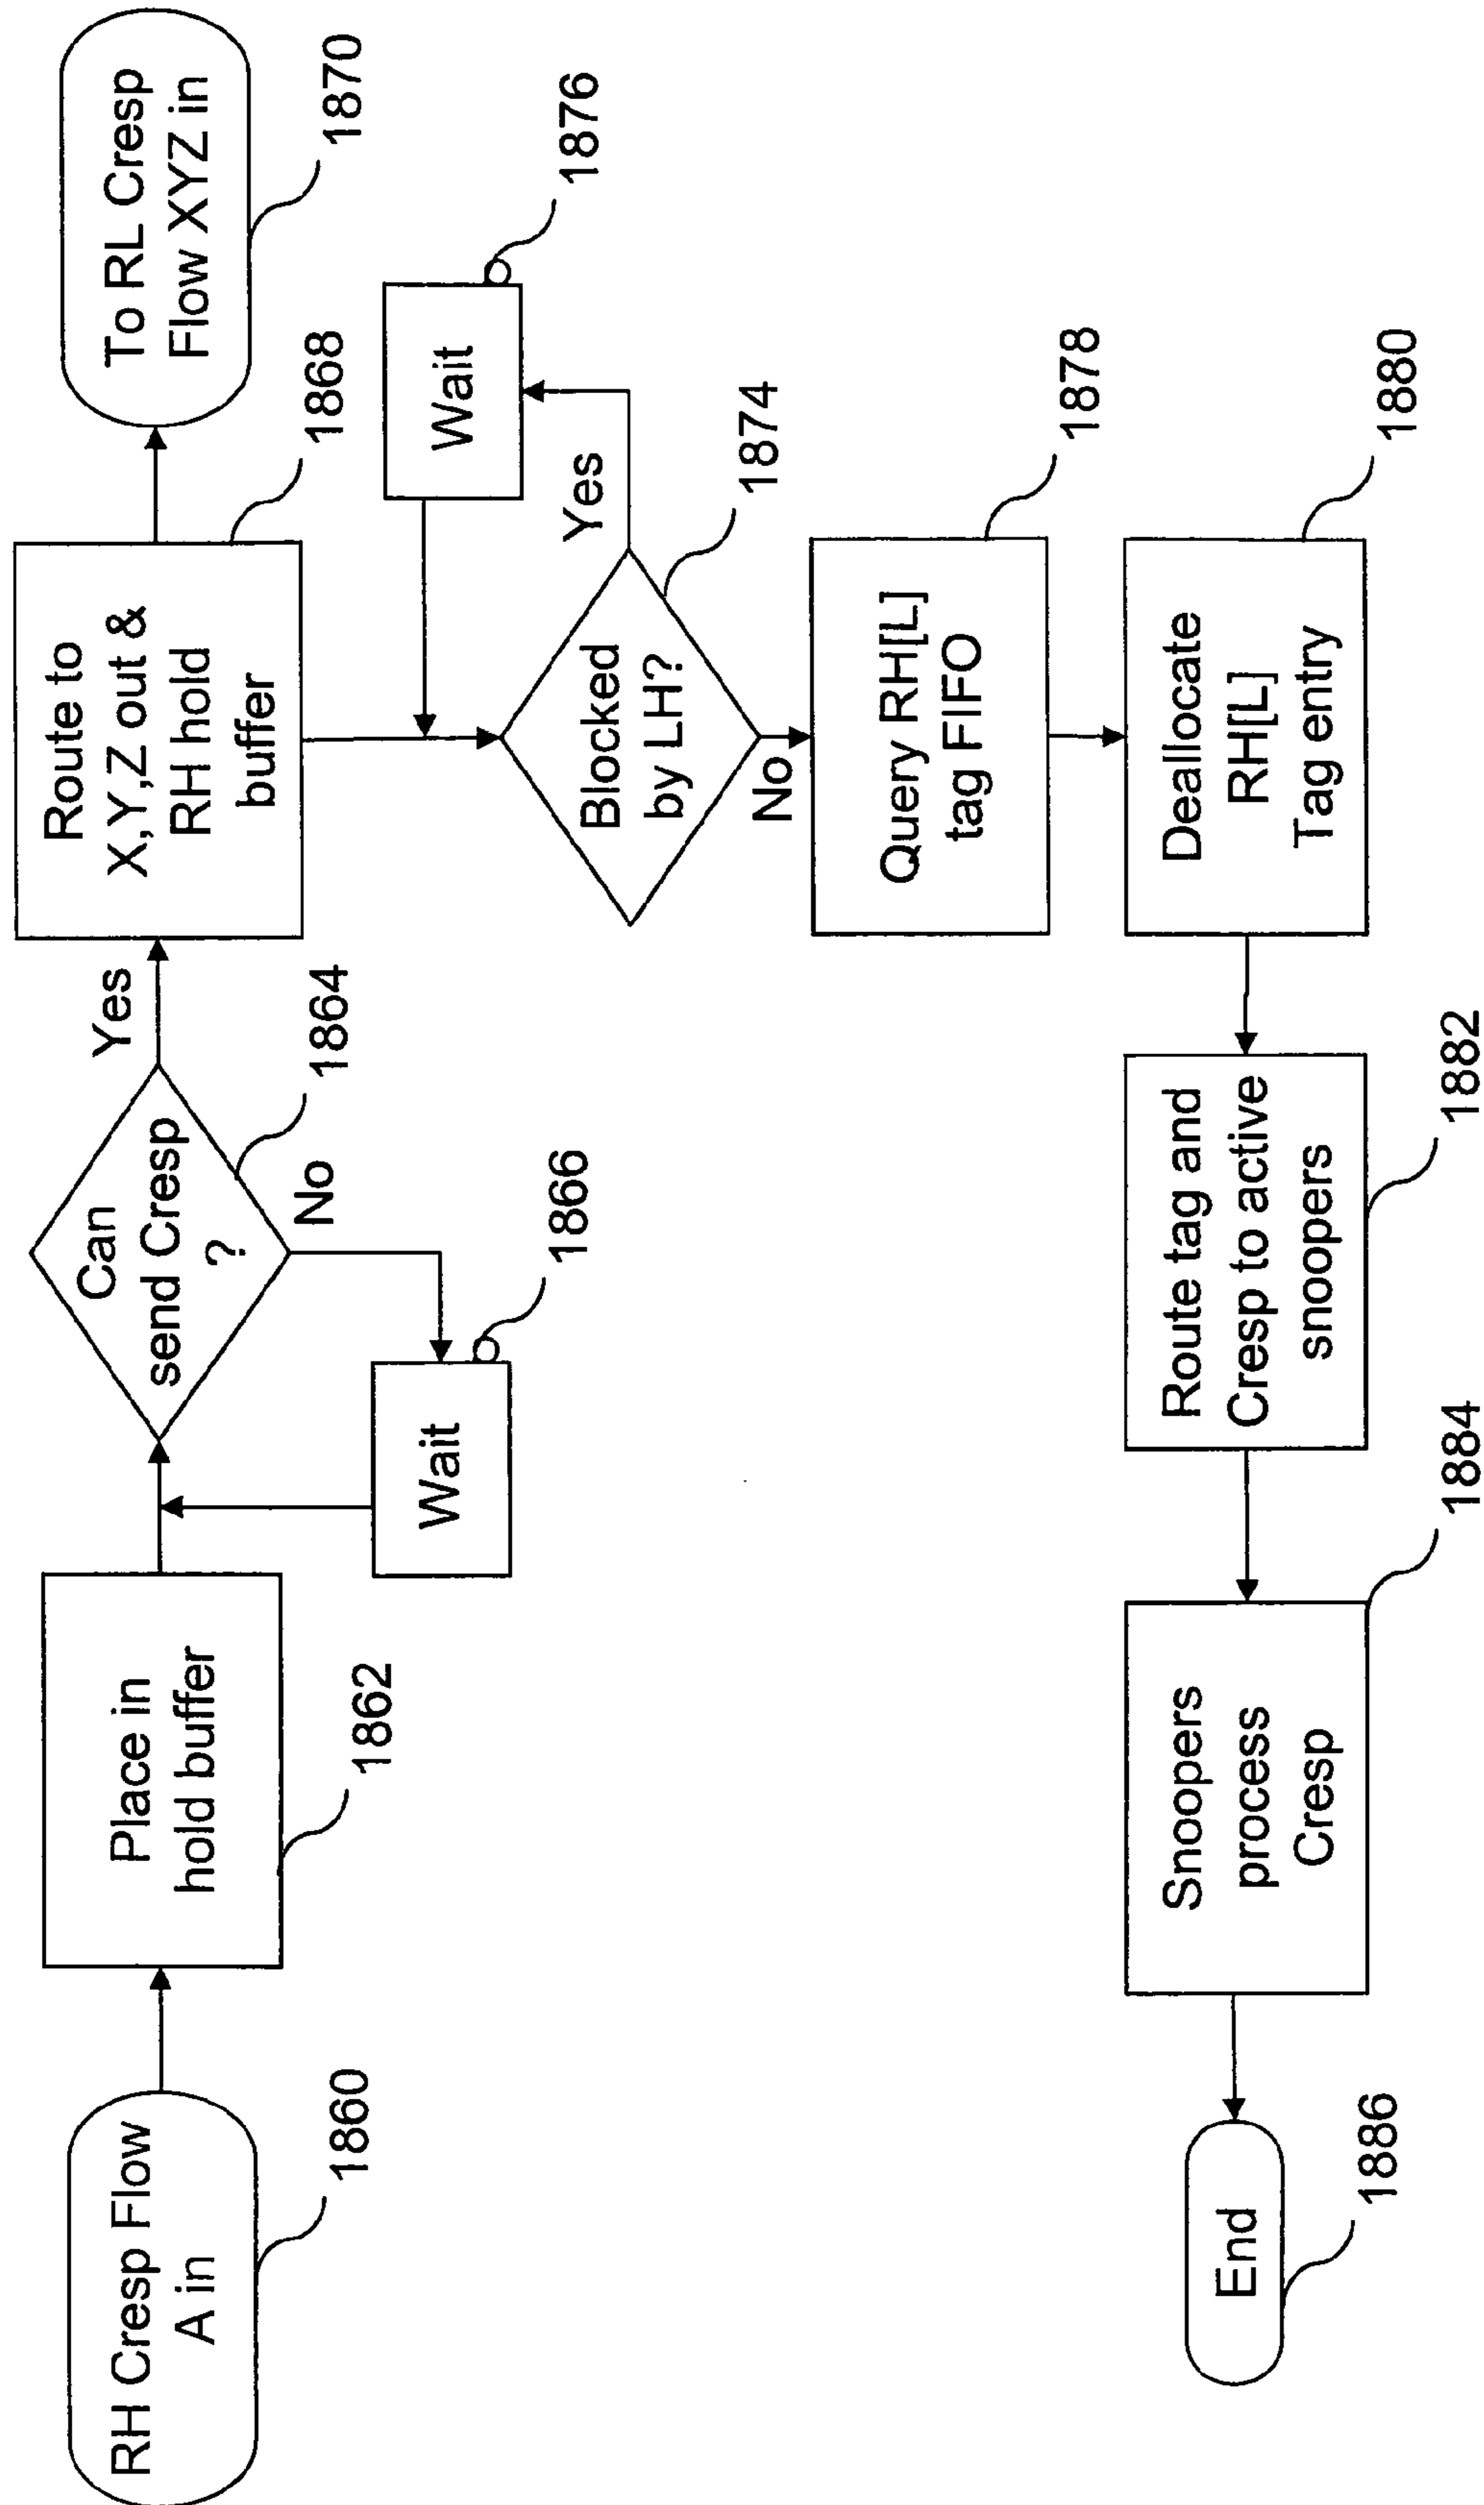 RH Cresp Flow
A in
1860
Place in
hold buffer
1862
Can
send Cresp
?
1864
Yes
No
Wait
1866
Route to
X,Y,Z out &
RH hold
buffer
1868
To RL Cresp
Flow XYZ in
1870
Blocked
by LH?
1874
Yes
Wait
1876
No
Query RH[L]
tag FIFO
1878
Deallocate
RH[L]
Tag entry
1880
Route tag and
Cresp to active
snoopers
1882
Snoopers
process
Cresp
1884
End
1886